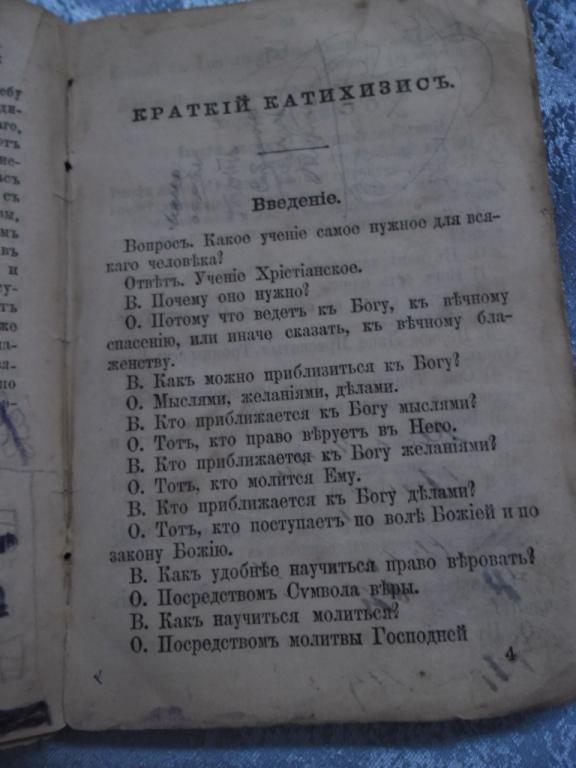 КРАТКІЙ КАТИХИЗИСЪ.
Введеніе.
Вопросъ. Какое ученіе самое нужное для вся-
каго человѣка?
Отвѣтъ. Ученіе Хрістіанское.
В. Почему оно нужно?
О. Потому что ведетъ къ Богу, къ вѣчному
спасенію, или иначе сказать, къ вѣчному бла-
женству.
В. Какъ можно приблизиться къ Богу?
О. Мыслями, желаніями, дѣлами.
В. Кто приближается къ Богу мыслями?
О. Тотъ, кто право вѣруетъ въ Него.
В. Кто приближается къ Богу желаніями?
О. Тотъ, кто молится Ему.
В. Кто приближается къ Богу дѣлами?
О. Тотъ, кто поступаетъ по волѣ Божіей и по
закону Божію.
В. Какъ удобнѣе научиться право вѣровать?
О. Посредствомъ Сѵмвола вѣры.
В. Какъ научиться молиться?
О. Посредствомъ молитвы Господней
4